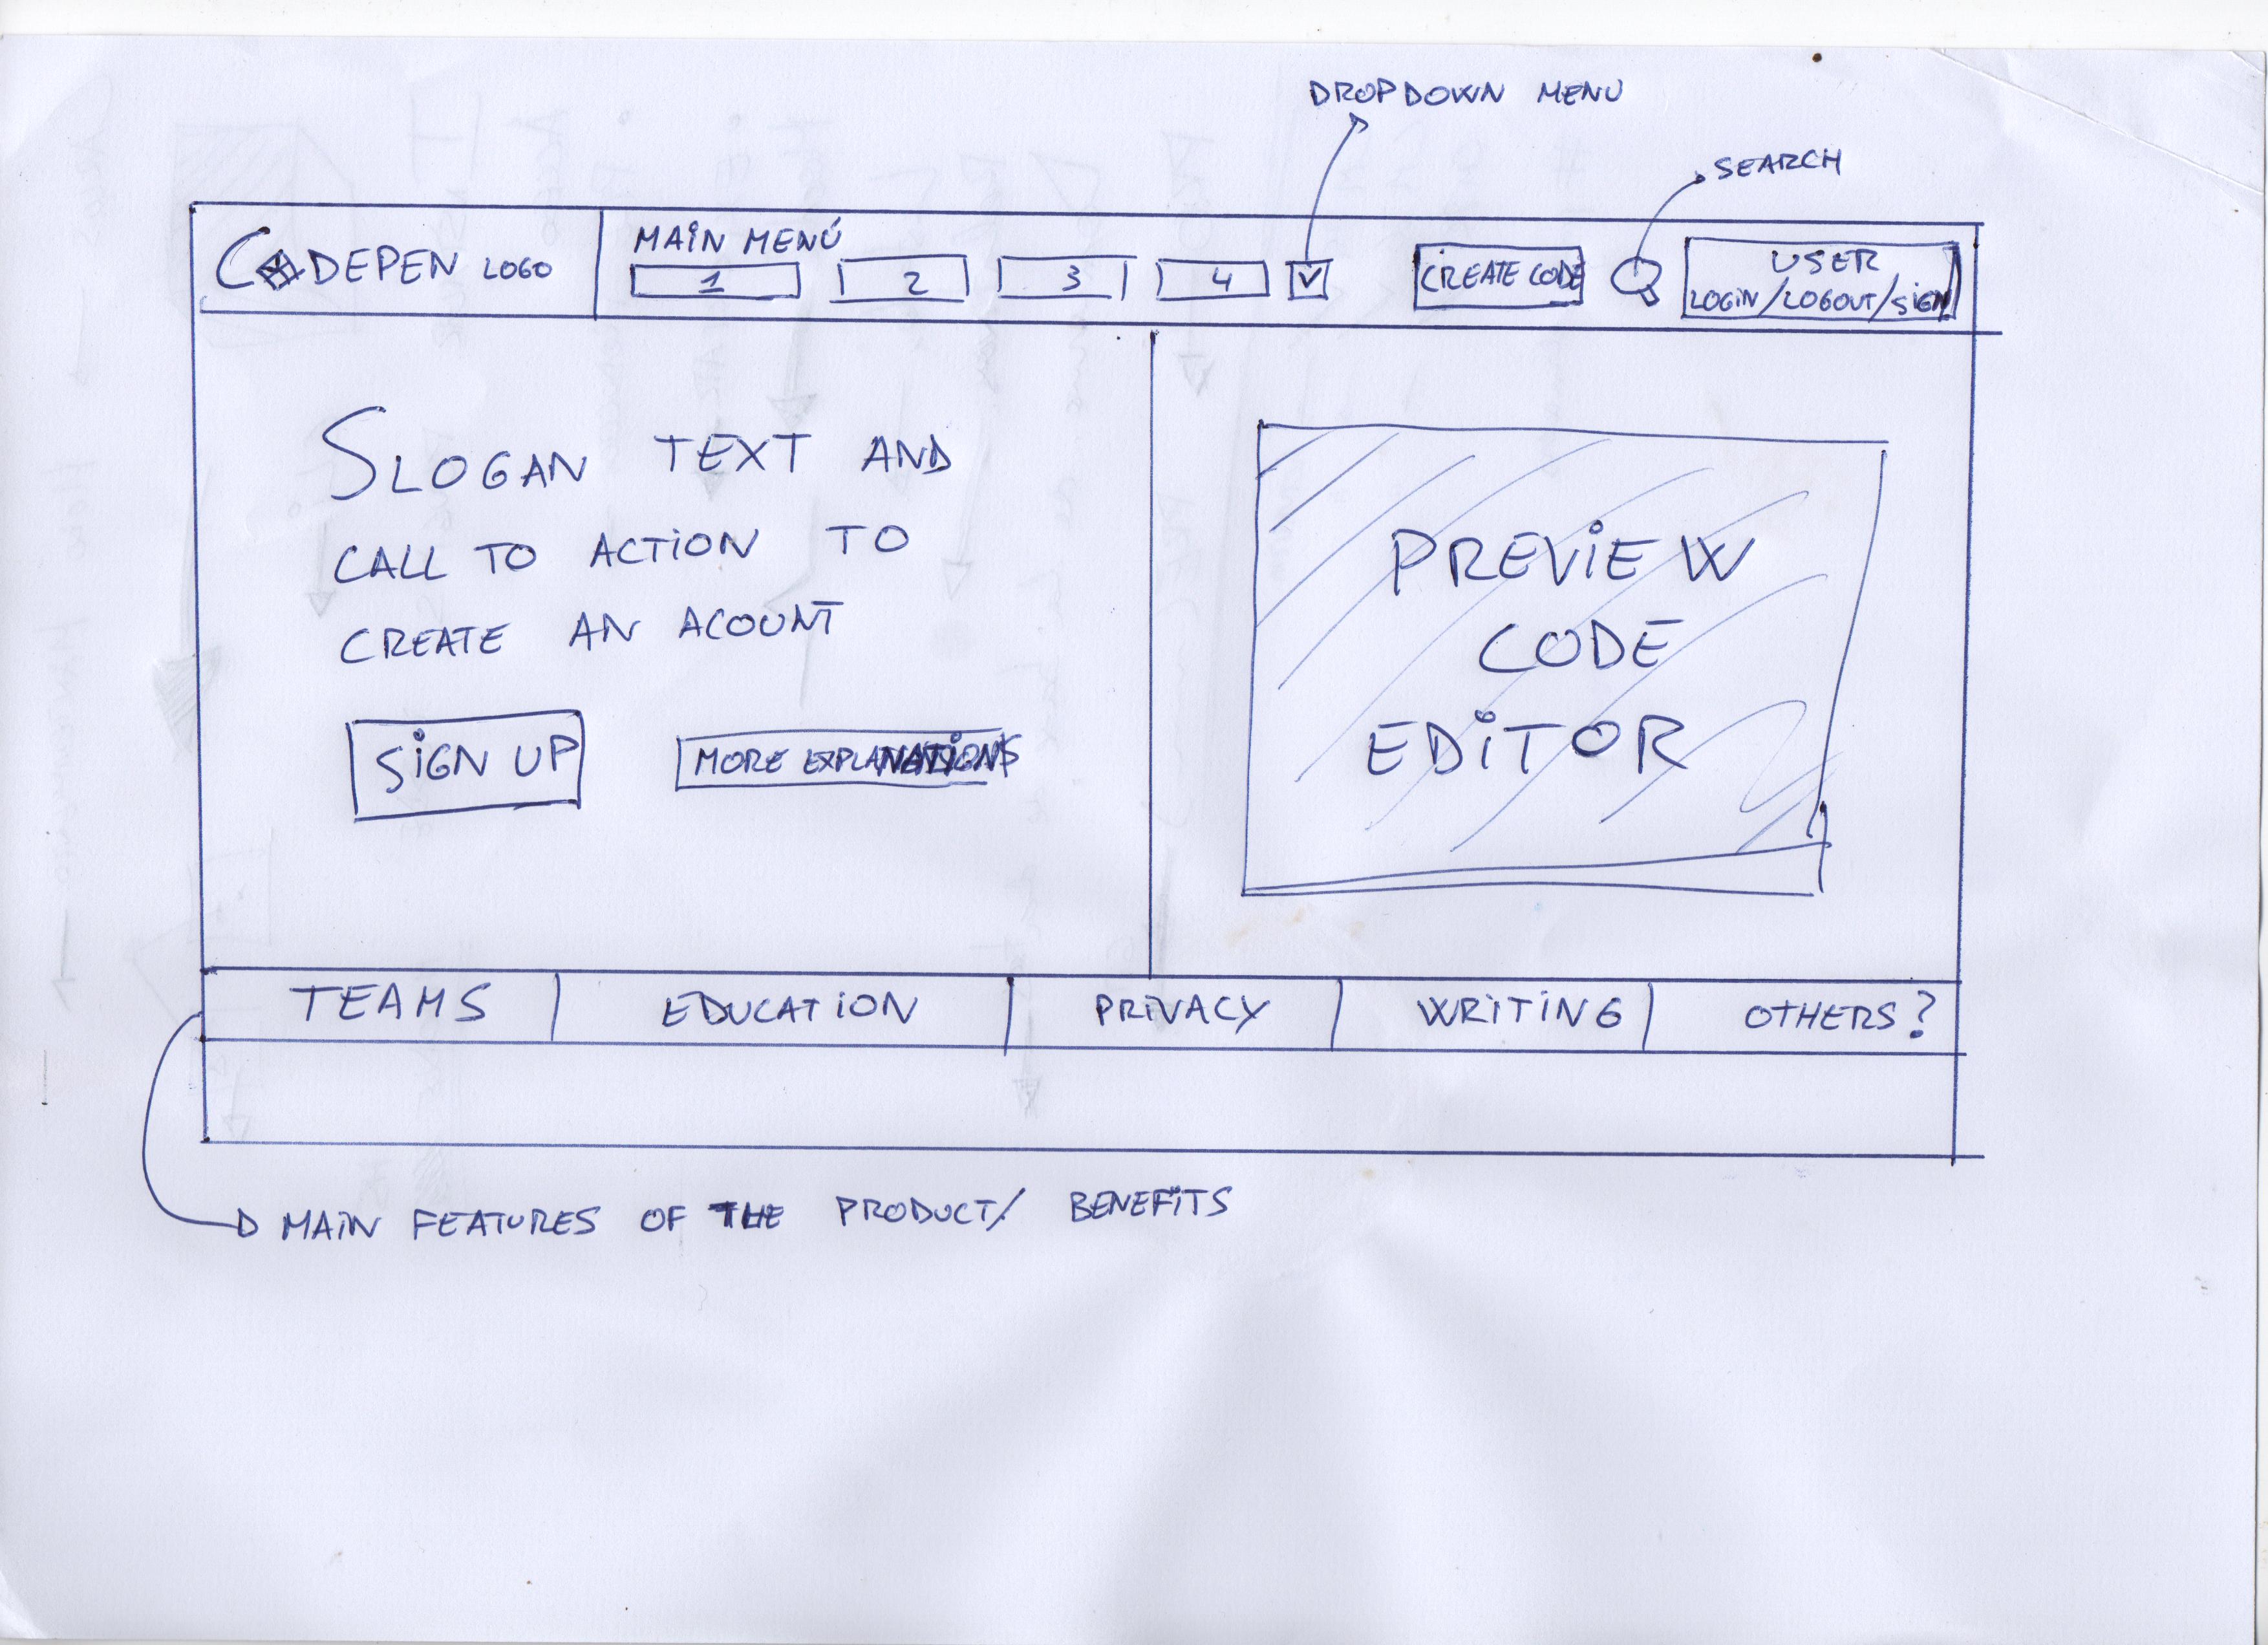 DROPDOWN MENU
SEARCH
CODEPEN LOGO
MAIN MENÚ
1 2 3 4
CREATE CODE
USER
LOGIN/LOGOUT/SIGN
SLOGAN TEXT AND
CALL TO ACTION TO
CREATE AN ACOUNT
SIGN UP
MORE EXPLANATIONS
PREVIEW
CODE
EDITOR
TEAMS
EDUCATION
PRIVACY
WRITING
OTHERS?
MAIN FEATURES OF THE PRODUCT/ BENEFITS